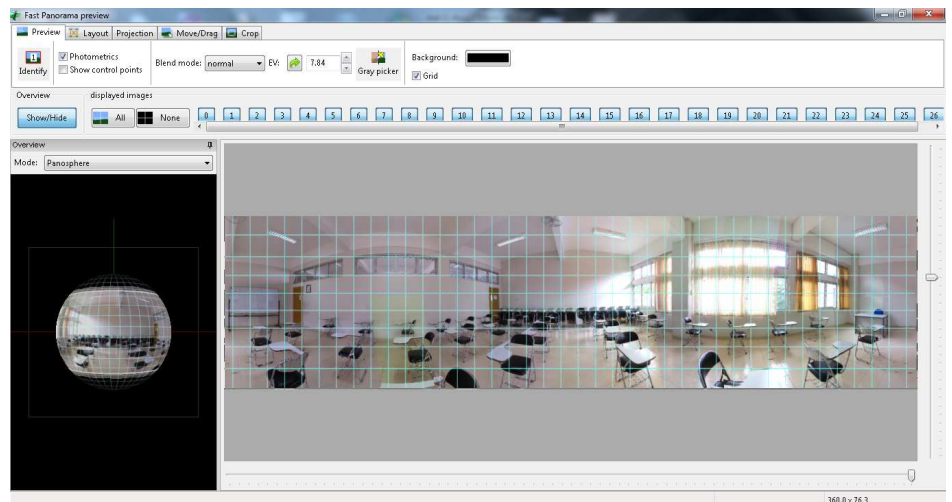 Fast Panorama preview
Preview Layout Projection Move/Drag Crop
Identify
Photometrics
Show control points
Blend mode: normal EV: 7.84
Gray picker
Background:
Grid
Overview displayed images
Show/Hide All None 0 1 2 3 4 5 6 7 8 9 10 11 12 13 14 15 16 17 18 19 20 21 22 23 24 25 26
Overview
Mode: Panosphere
360.0 x 76.3